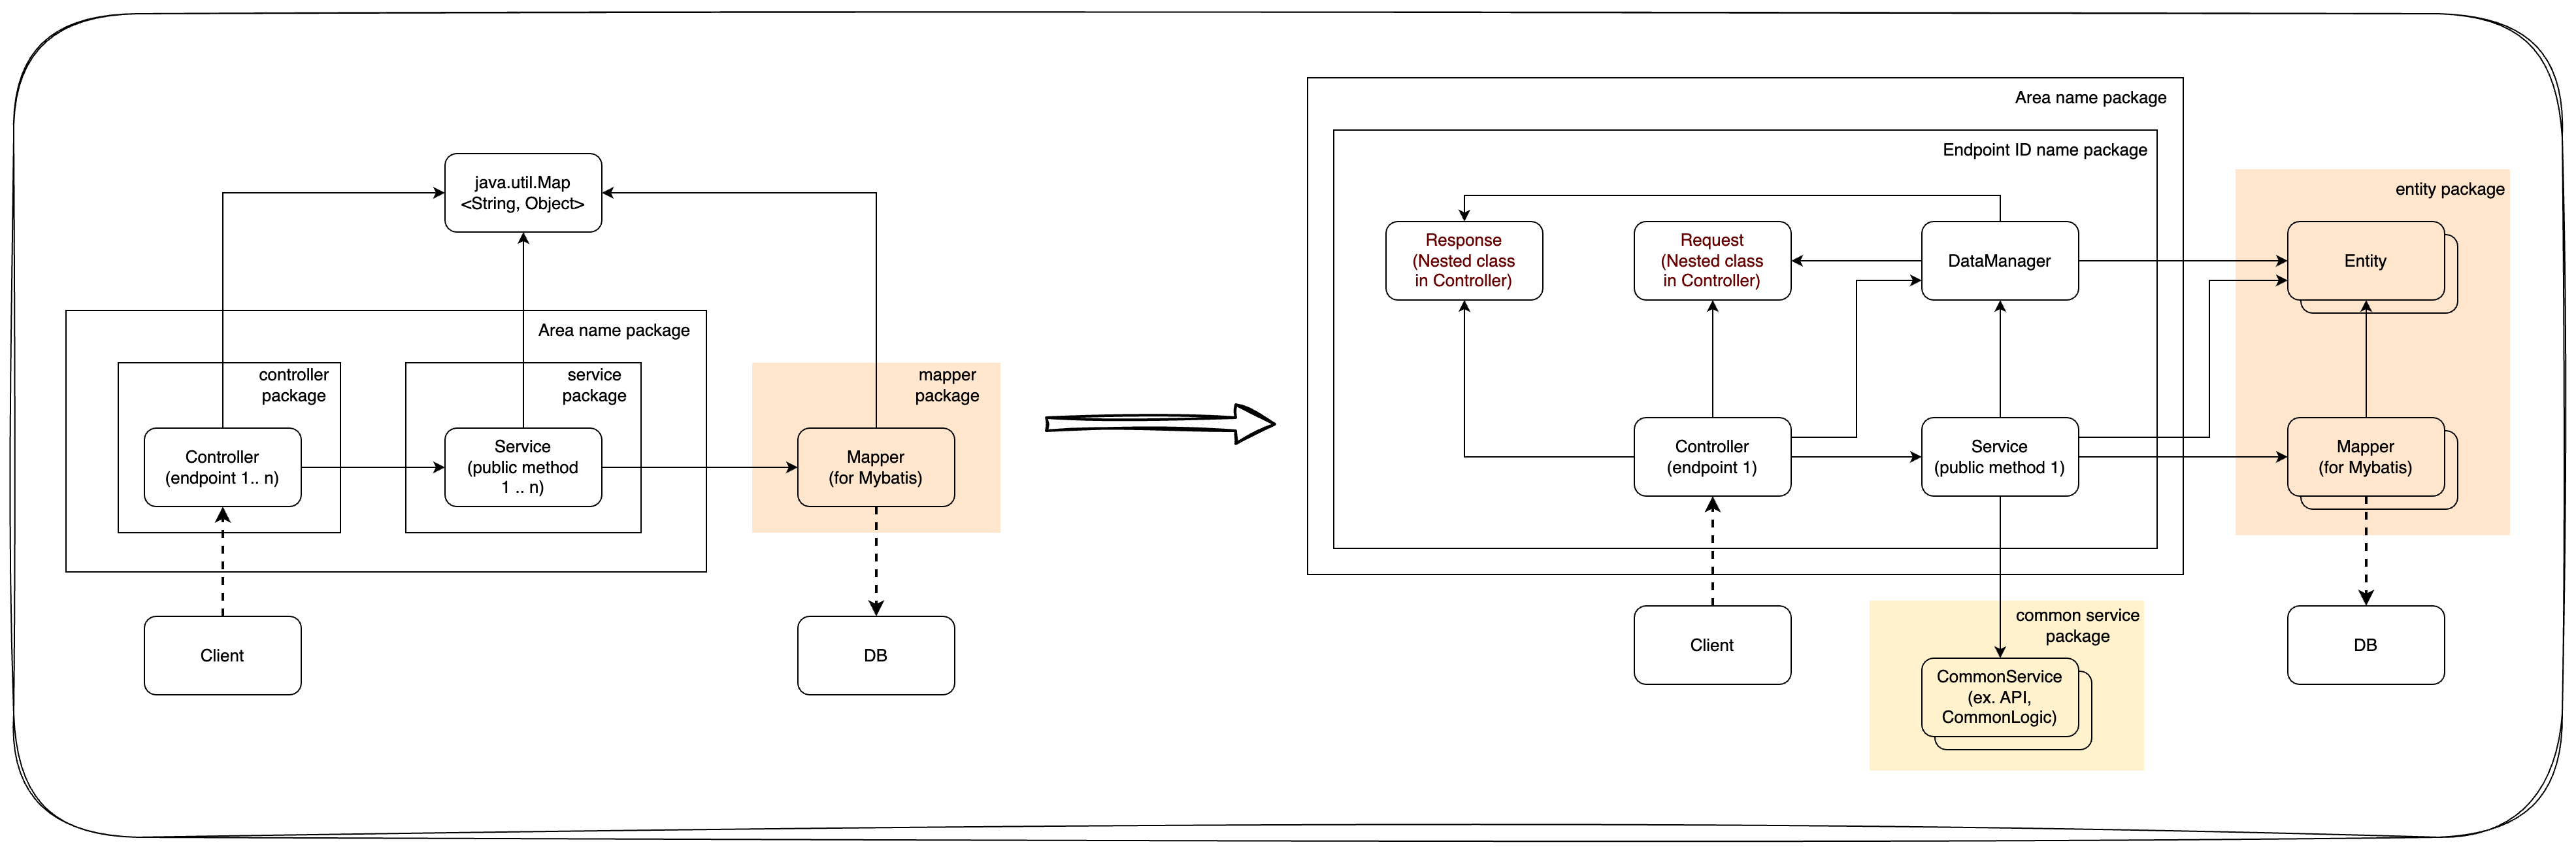 java.util.Map
<String, Object>
Area name package
controller
package
service
package
mapper
package
Controller
(endpoint 1.. n)
Service
(public method
1 .. n)
Mapper
(for Mybatis)
Client
DB
Area name package
Endpoint ID name package
entity package
Response
(Nested class
in Controller)
Request
(Nested class
in Controller)
DataManager
Entity
Controller
(endpoint 1)
Service
(public method 1)
Mapper
(for Mybatis)
Client
common service
package
CommonService
(ex. API,
CommonLogic)
DB